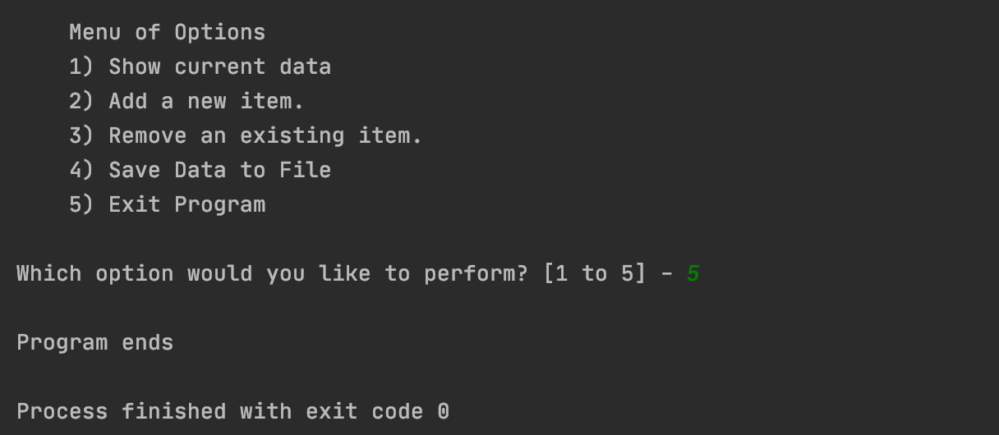 Menu of Options
1) Show current data
2) Add a new item.
3) Remove an existing item.
4) Save Data to File
5) Exit Program
Which option would you like to perform? [1 to 5] - 5
Program ends
Process finished with exit code 0